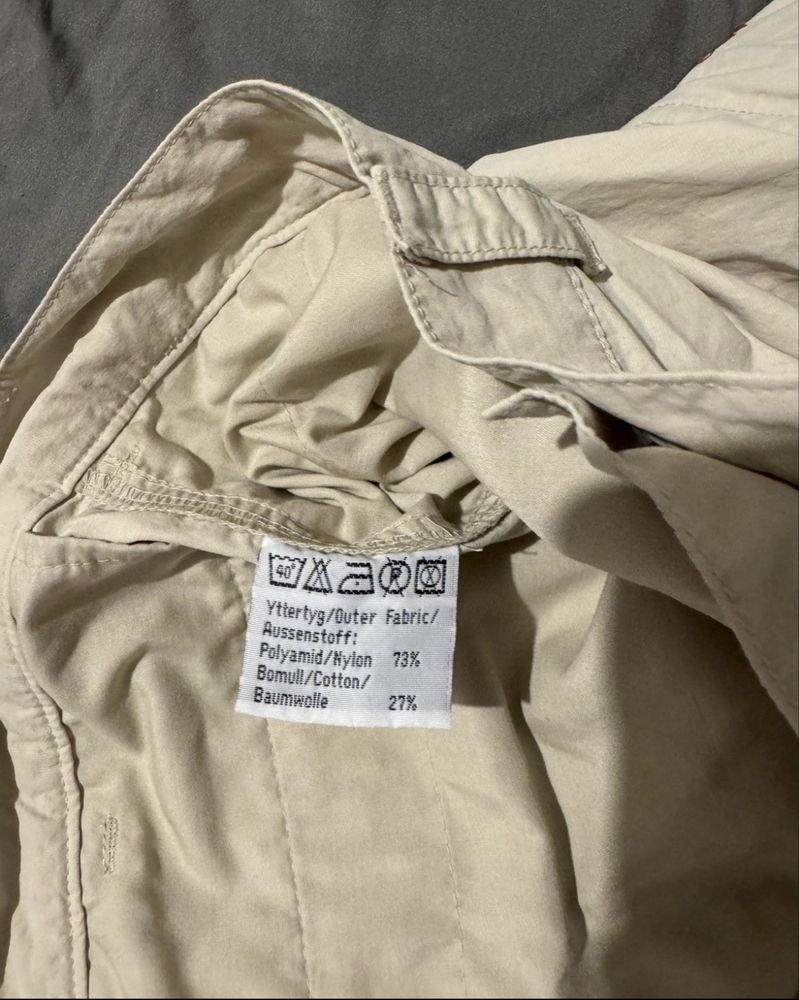 40°
P
Yttertyg/Outer Fabric/
Aussenstoff:
Polyamid/Nylon 73%
Bomull/Cotton/
Baumwolle 27%